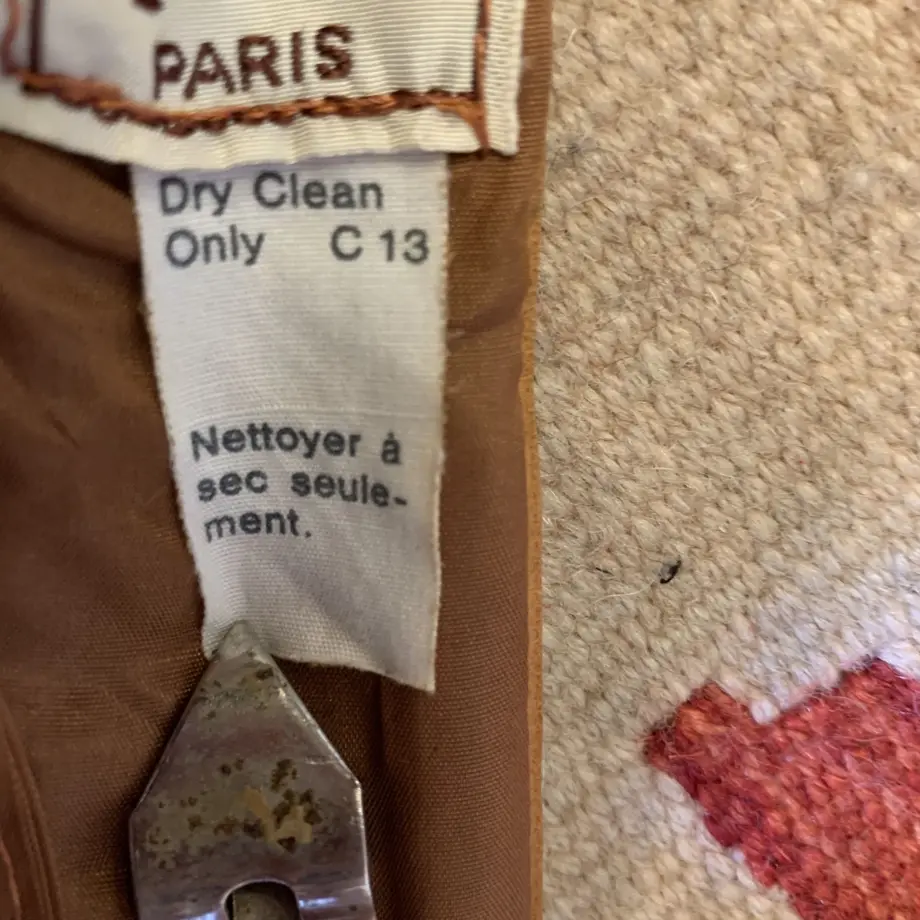 PARIS
Dry Clean
Only C 13
Nettoyer à
sec seule-
ment.